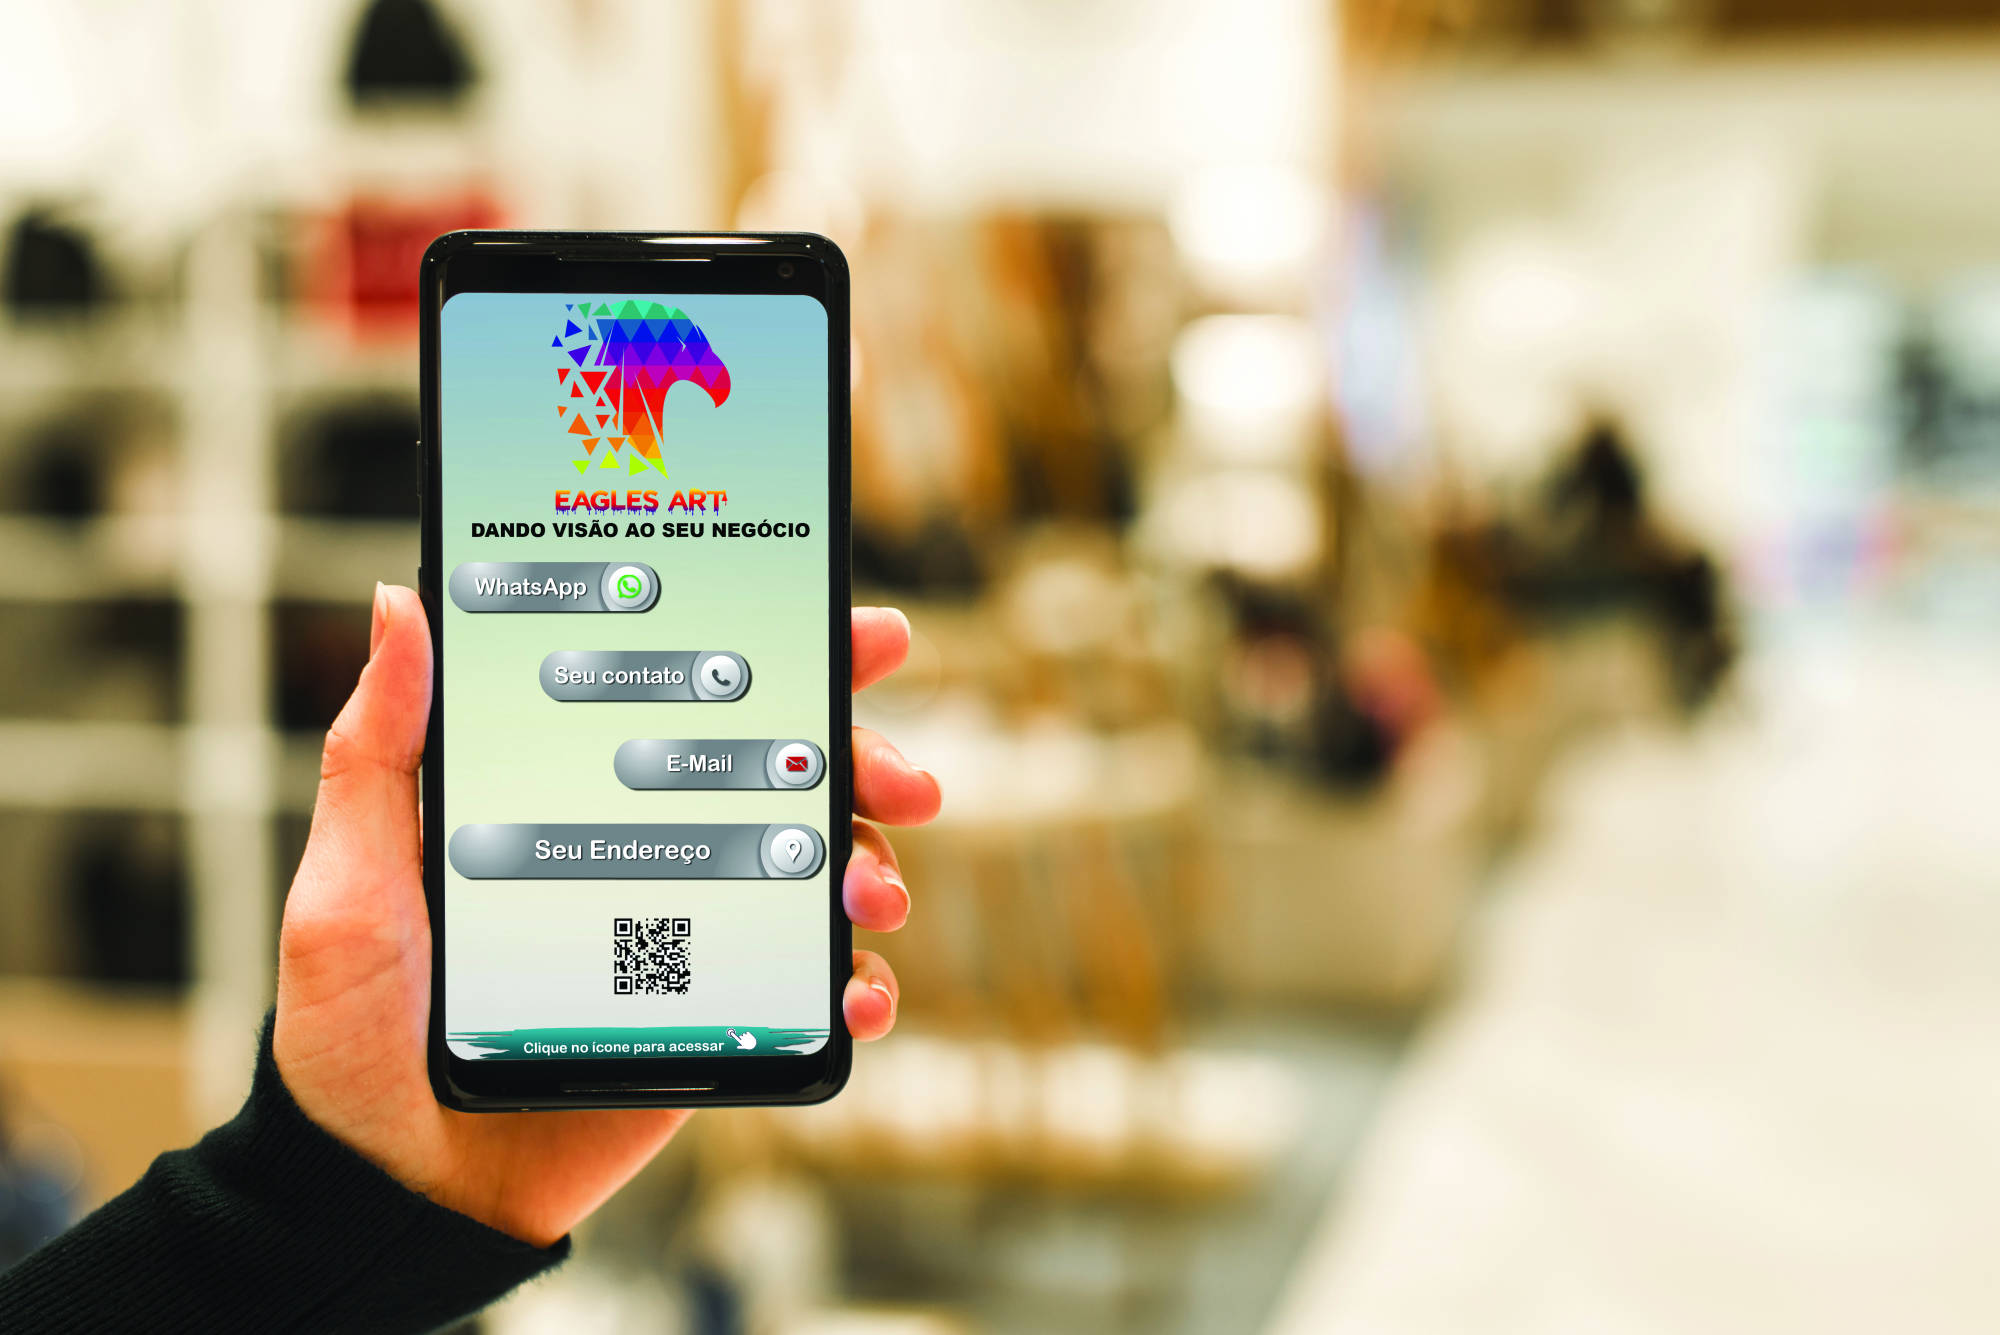 EAGLES ART
DANDO VISÃO AO SEU NEGÓCIO
WhatsApp
Seu contato
E-Mail
Seu Endereço
Clique no ícone para acessar